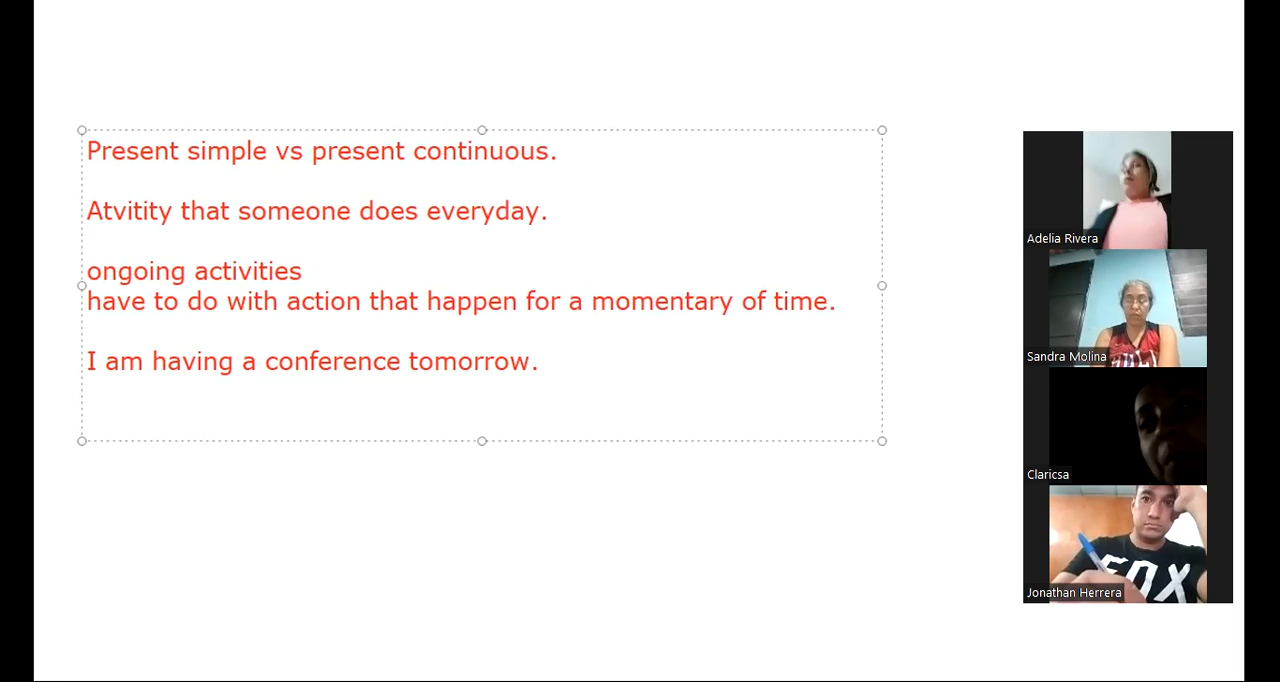 Present simple vs present continuous.
Atvitity that someone does everyday.
ongoing activities
have to do with action that happen for a momentary of time.
I am having a conference tomorrow.
Adelia Rivera
Sandra Molina
Claricsa
FOX
Jonathan Herrera